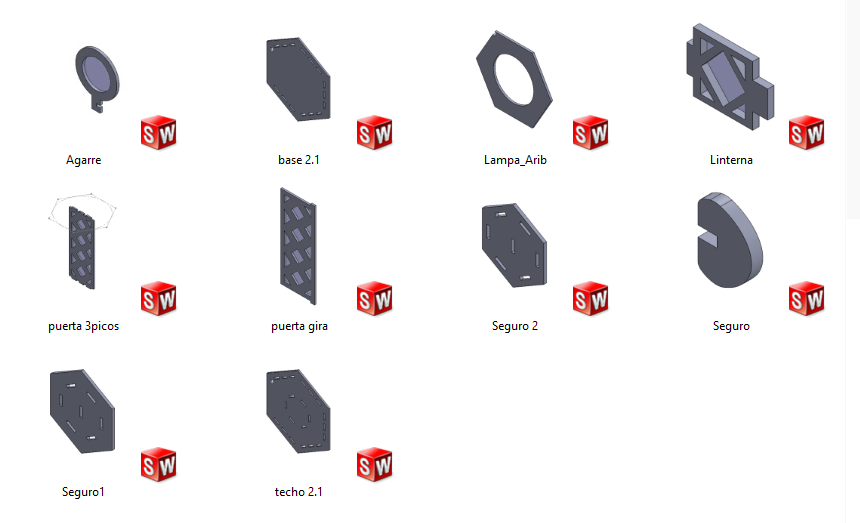 SW
SW
SW
SW
Agarre
base 2.1
Lampa_Arib
Linterna
SW
SW
SW
SW
puerta 3picos
puerta gira
Seguro 2
Seguro
SW
SW
Seguro1
techo 2.1